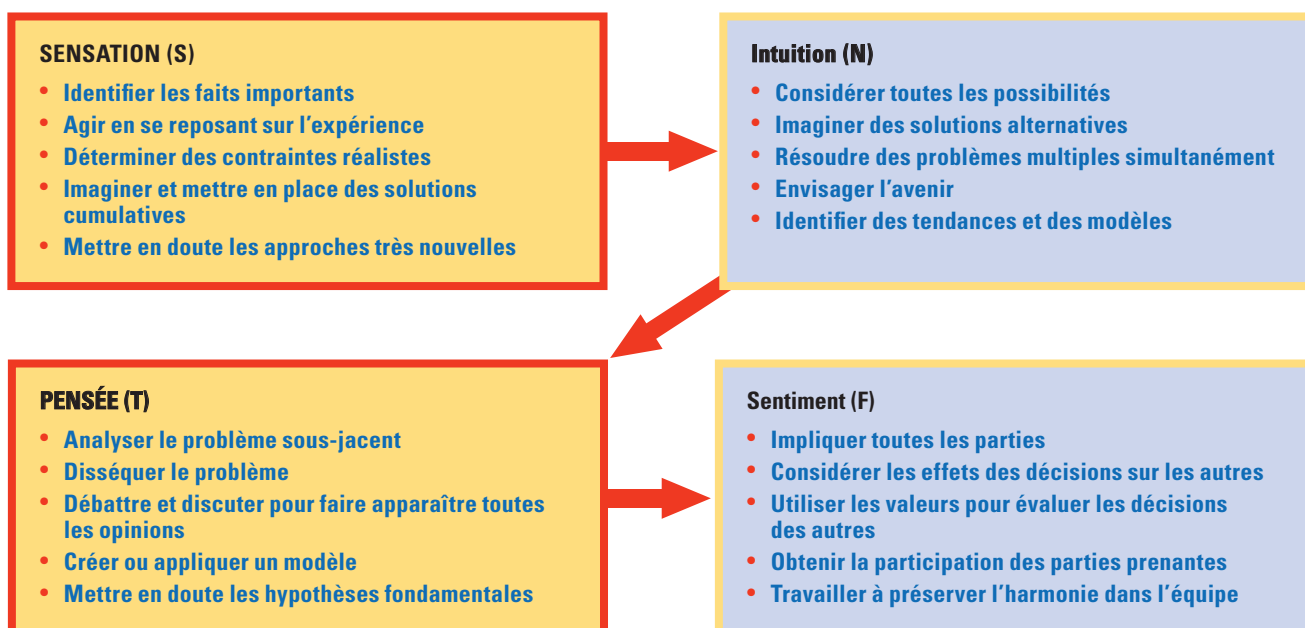 SENSATION (S)
• Identifier les faits importants
• Agir en se reposant sur l'expérience
• Déterminer des contraintes réalistes
• Imaginer et mettre en place des solutions
cumulatives
• Mettre en doute les approches très nouvelles
Intuition (N)
• Considérer toutes les possibilités
• Imaginer des solutions alternatives
• Résoudre des problèmes multiples simultanément
• Envisager l'avenir
• Identifier des tendances et des modèles
PENSÉE (T)
• Analyser le problème sous-jacent
• Disséquer le problème
• Débattre et discuter pour faire apparaître toutes
les opinions
• Créer ou appliquer un modèle
• Mettre en doute les hypothèses fondamentales
Sentiment (F)
• Impliquer toutes les parties
• Considérer les effets des décisions sur les autres
• Utiliser les valeurs pour évaluer les décisions
des autres
• Obtenir la participation des parties prenantes
• Travailler à préserver l'harmonie dans l'équipe